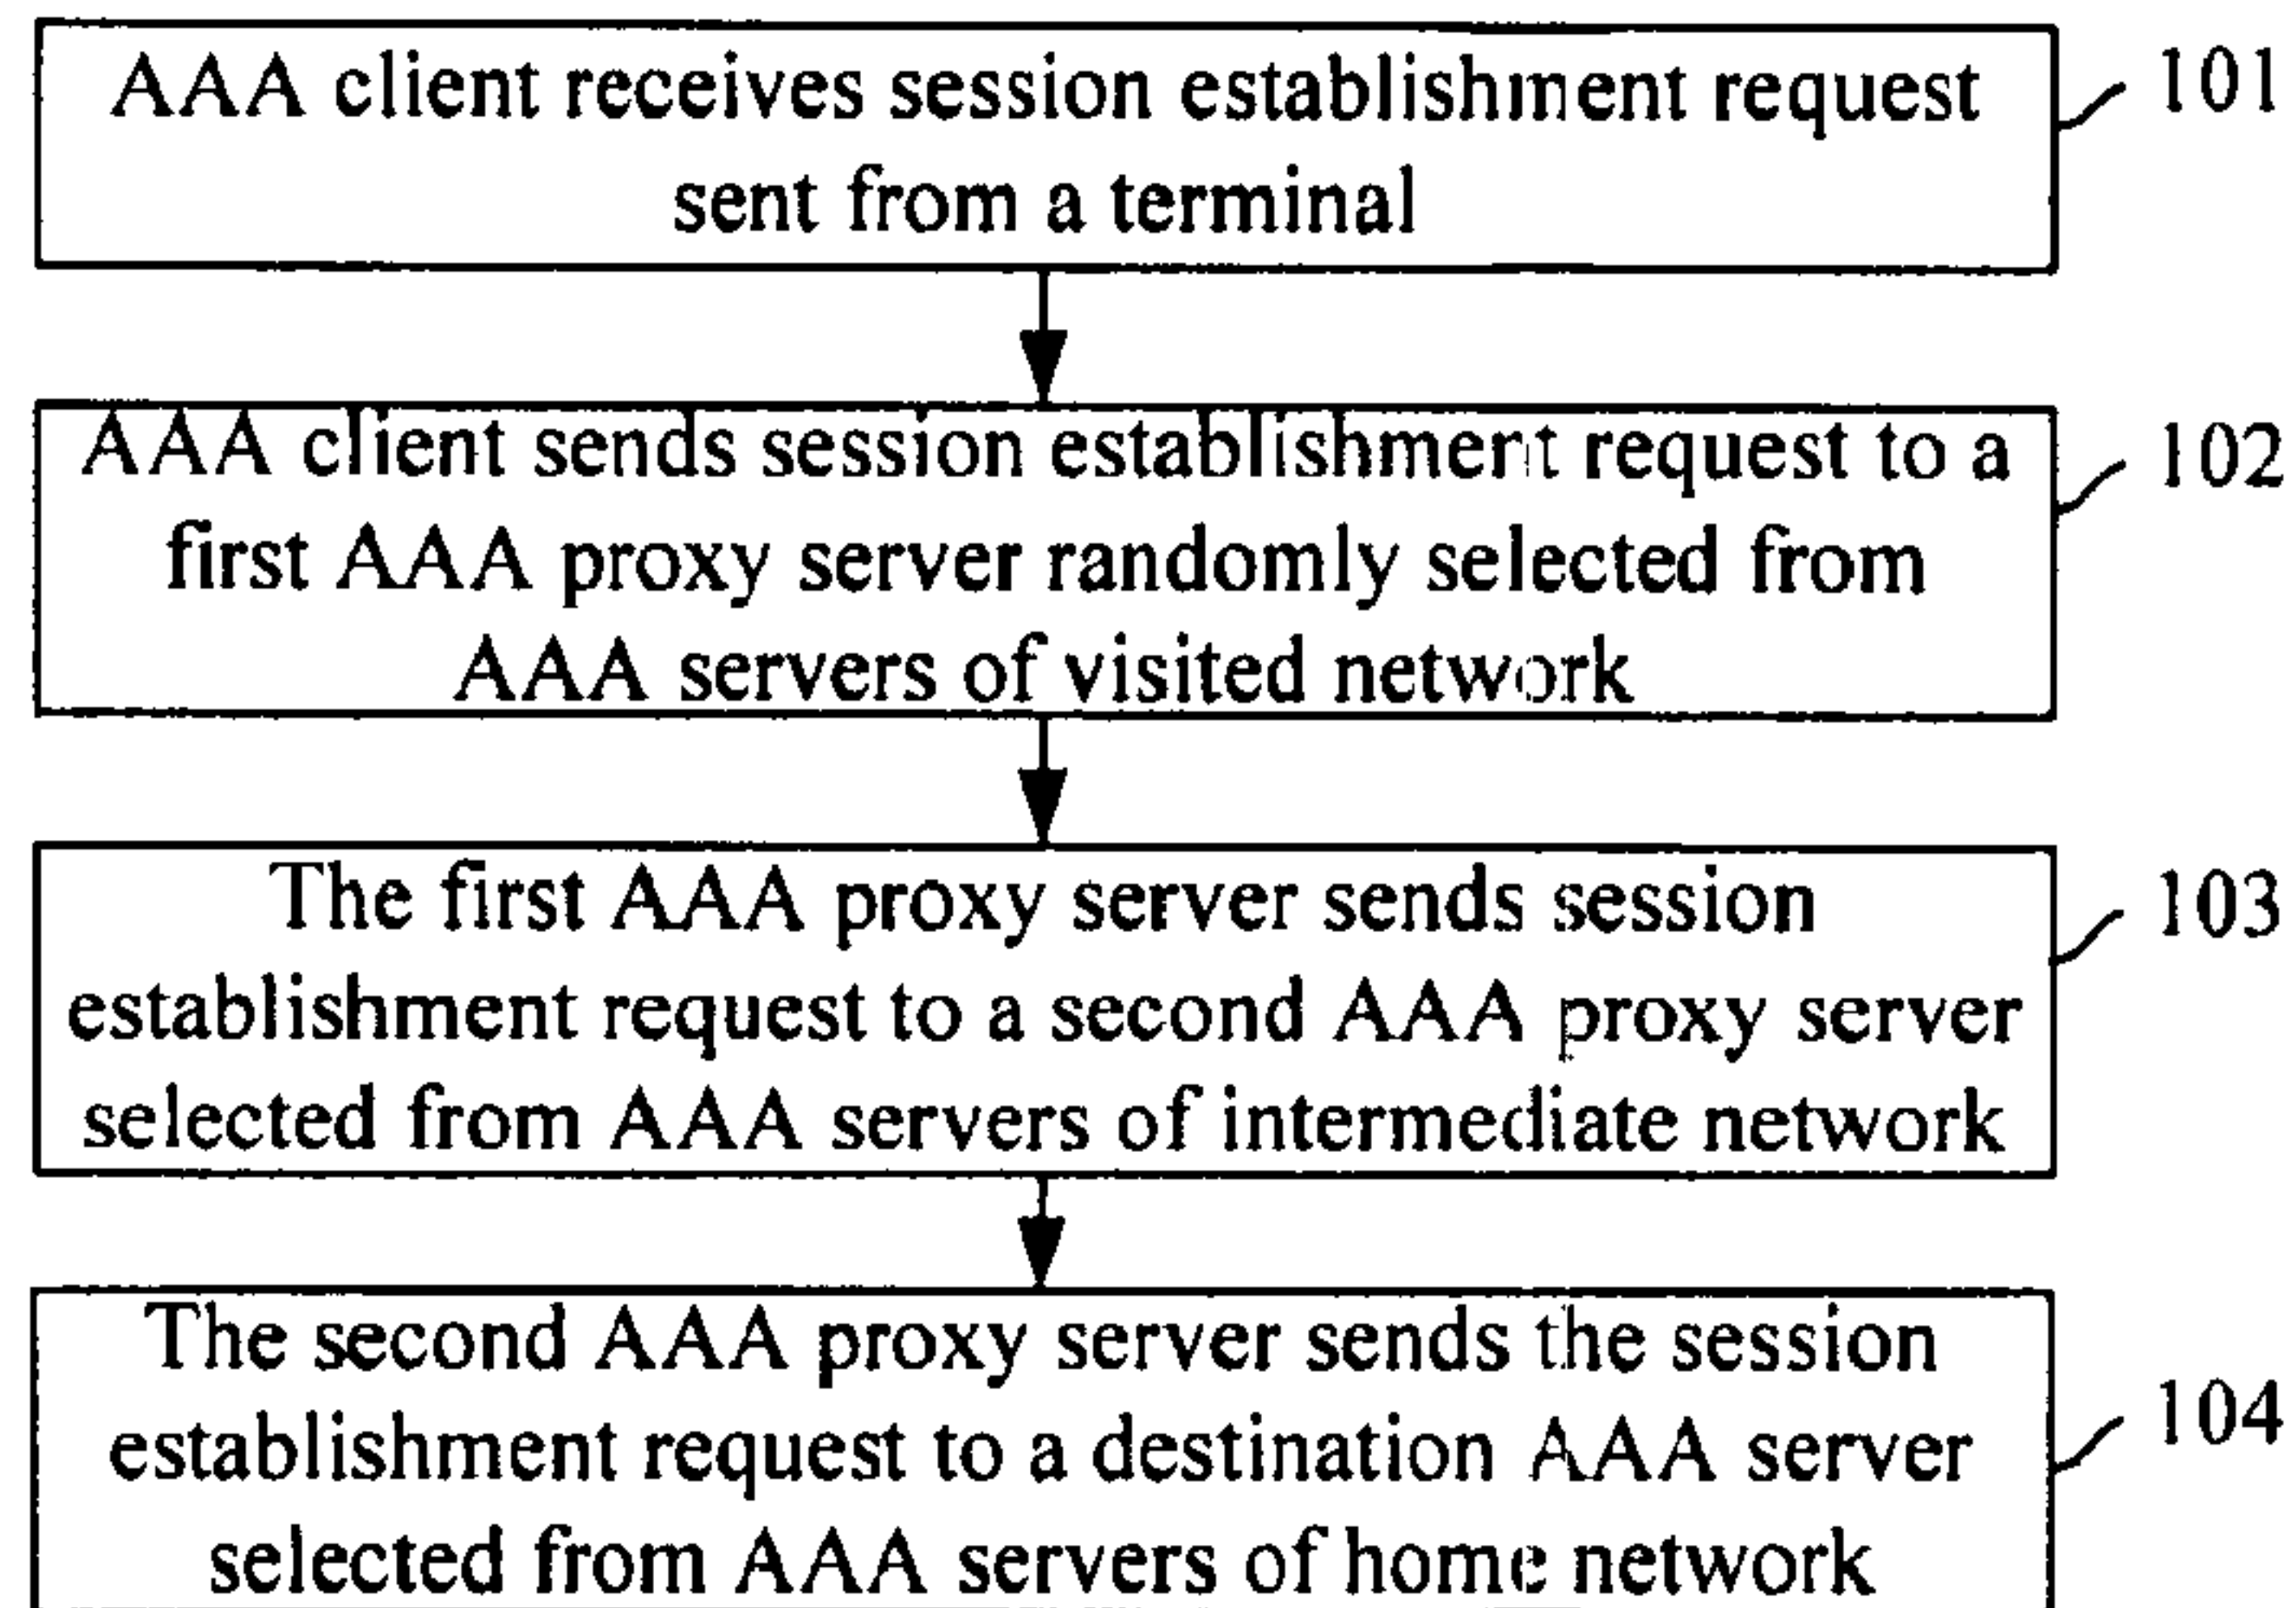 AAA client receives session establishment request
sent from a terminal
101
AAA client sends session establishment request to a
first AAA proxy server randomly selected from
AAA servers of visited network
102
The first AAA proxy server sends session
establishment request to a second AAA proxy server
selected from AAA servers of intermediate network
103
The second AAA proxy server sends the session
establishment request to a destination AAA server
selected from AAA servers of home network
104